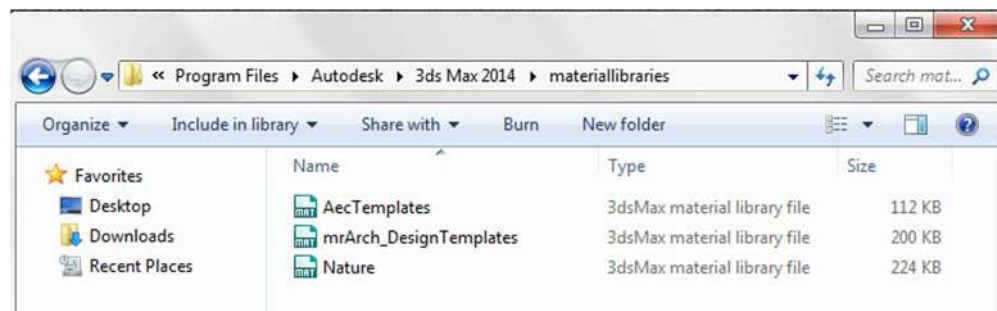 « Program Files ▸ Autodesk ▸ 3ds Max 2014 ▸ materiallibraries Search mat...
Organize Include in library Share with Burn New folder
Favorites
Desktop
Downloads
Recent Places
Name Type Size
AecTemplates 3dsMax material library file 112 KB
mrArch_DesignTemplates 3dsMax material library file 200 KB
Nature 3dsMax material library file 224 KB